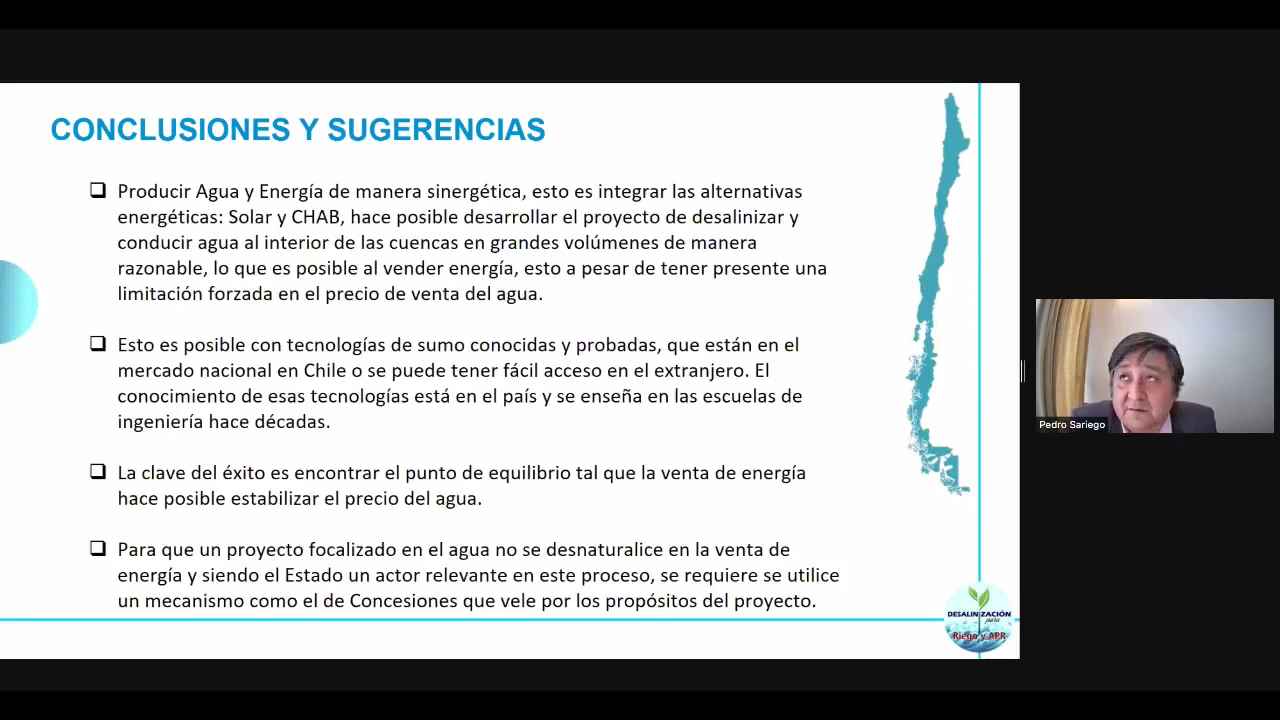 CONCLUSIONES Y SUGERENCIAS
Producir Agua y Energía de manera sinergética, esto es integrar las alternativas
energéticas: Solar y CHAB, hace posible desarrollar el proyecto de desalinizar y
conducir agua al interior de las cuencas en grandes volúmenes de manera
razonable, lo que es posible al vender energía, esto a pesar de tener presente una
limitación forzada en el precio de venta del agua.
Esto es posible con tecnologías de sumo conocidas y probadas, que están en el
mercado nacional en Chile o se puede tener fácil acceso en el extranjero. El
conocimiento de esas tecnologías está en el país y se enseña en las escuelas de
ingeniería hace décadas.
La clave del éxito es encontrar el punto de equilibrio tal que la venta de energía
hace posible estabilizar el precio del agua.
Para que un proyecto focalizado en el agua no se desnaturalice en la venta de
energía y siendo el Estado un actor relevante en este proceso, se requiere se utilice
un mecanismo como el de Concesiones que vele por los propósitos del proyecto.
DESALINIZACIÓN
para
Riego y APR
Pedro Sariego